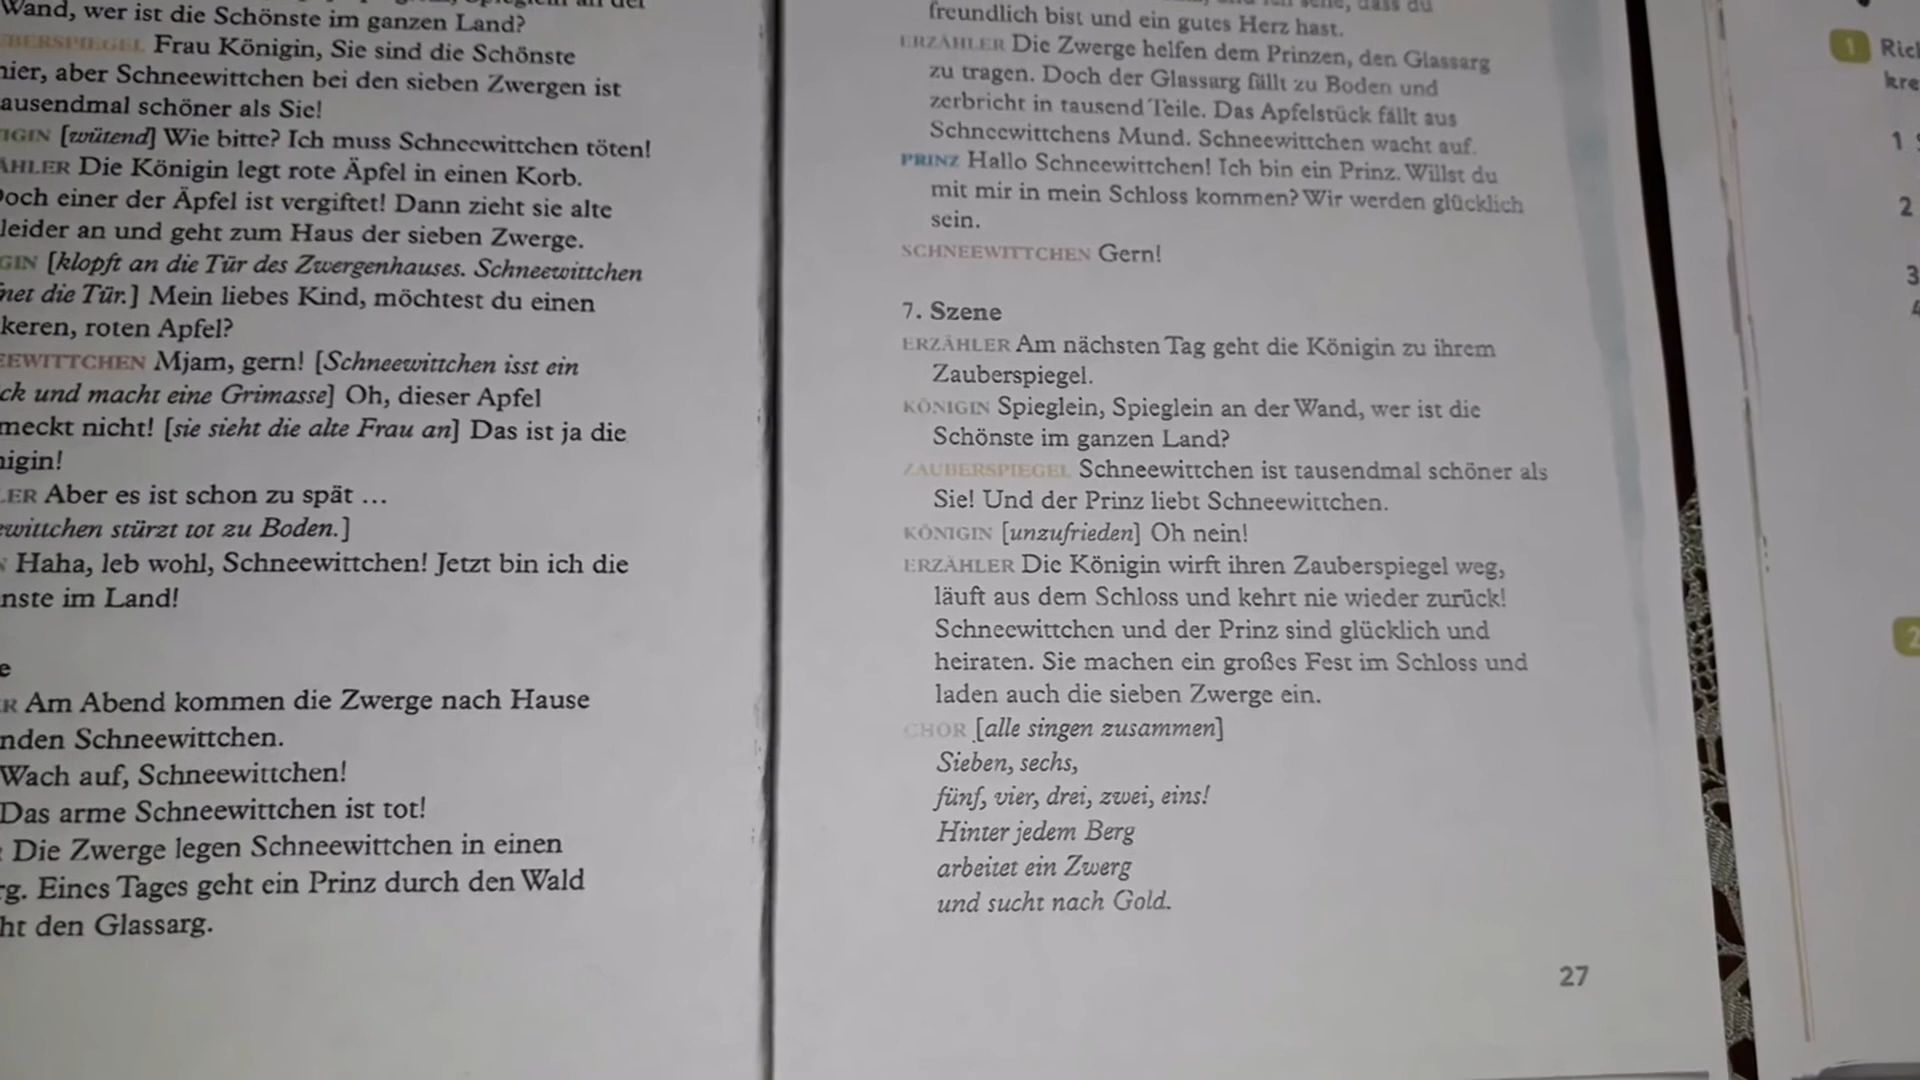 Wand, wer ist die Schönste im ganzen Land?
Frau Königin, Sie sind die Schönste
hier, aber Schneewittchen bei den sieben Zwergen ist
tausendmal schöner als Sie!
[wütend] Wie bitte? Ich muss Schneewittchen töten!
Die Königin legt rote Äpfel in einen Korb.
Doch einer der Äpfel ist vergiftet! Dann zieht sie alte
Kleider an und geht zum Haus der sieben Zwerge.
[klopft an die Tür des Zwergenhauses. Schneewittchen
die Tür.] Mein liebes Kind, möchtest du einen
roten Apfel?
Mjam, gern! [Schneewittchen isst ein
und macht eine Grimasse] Oh, dieser Apfel
nicht! [sie sieht die alte Frau an] Das ist ja die
Aber es ist schon zu spät …
stürzt tot zu Boden.]
Haha, leb wohl, Schneewittchen! Jetzt bin ich die
im Land!
Am Abend kommen die Zwerge nach Hause
Schneewittchen.
Wach auf, Schneewittchen!
Das arme Schneewittchen ist tot!
Die Zwerge legen Schneewittchen in einen
Eines Tages geht ein Prinz durch den Wald
den Glassarg.
dass du
freundlich bist und ein gutes Herz hast.
ERZÄHLER Die Zwerge helfen dem Prinzen, den Glassarg
zu tragen. Doch der Glassarg fällt zu Boden und
zerbricht in tausend Teile. Das Apfelstück fällt aus
Schneewittchens Mund. Schneewittchen wacht auf.
PRINZ Hallo Schneewittchen! Ich bin ein Prinz. Willst du
mit mir in mein Schloss kommen? Wir werden glücklich
sein.
SCHNEEWITTCHEN Gern!
7. Szene
ERZÄHLER Am nächsten Tag geht die Königin zu ihrem
Zauberspiegel.
KÖNIGIN Spieglein, Spieglein an der Wand, wer ist die
Schönste im ganzen Land?
ZAUBERSPIEGEL Schneewittchen ist tausendmal schöner als
Sie! Und der Prinz liebt Schneewittchen.
KÖNIGIN [unzufrieden] Oh nein!
ERZÄHLER Die Königin wirft ihren Zauberspiegel weg,
läuft aus dem Schloss und kehrt nie wieder zurück!
Schneewittchen und der Prinz sind glücklich und
heiraten. Sie machen ein großes Fest im Schloss und
laden auch die sieben Zwerge ein.
CHOR [alle singen zusammen]
Sieben, sechs,
fünf, vier, drei, zwei, eins!
Hinter jedem Berg
arbeitet ein Zwerg
und sucht nach Gold.
27
1
1
2
3
2